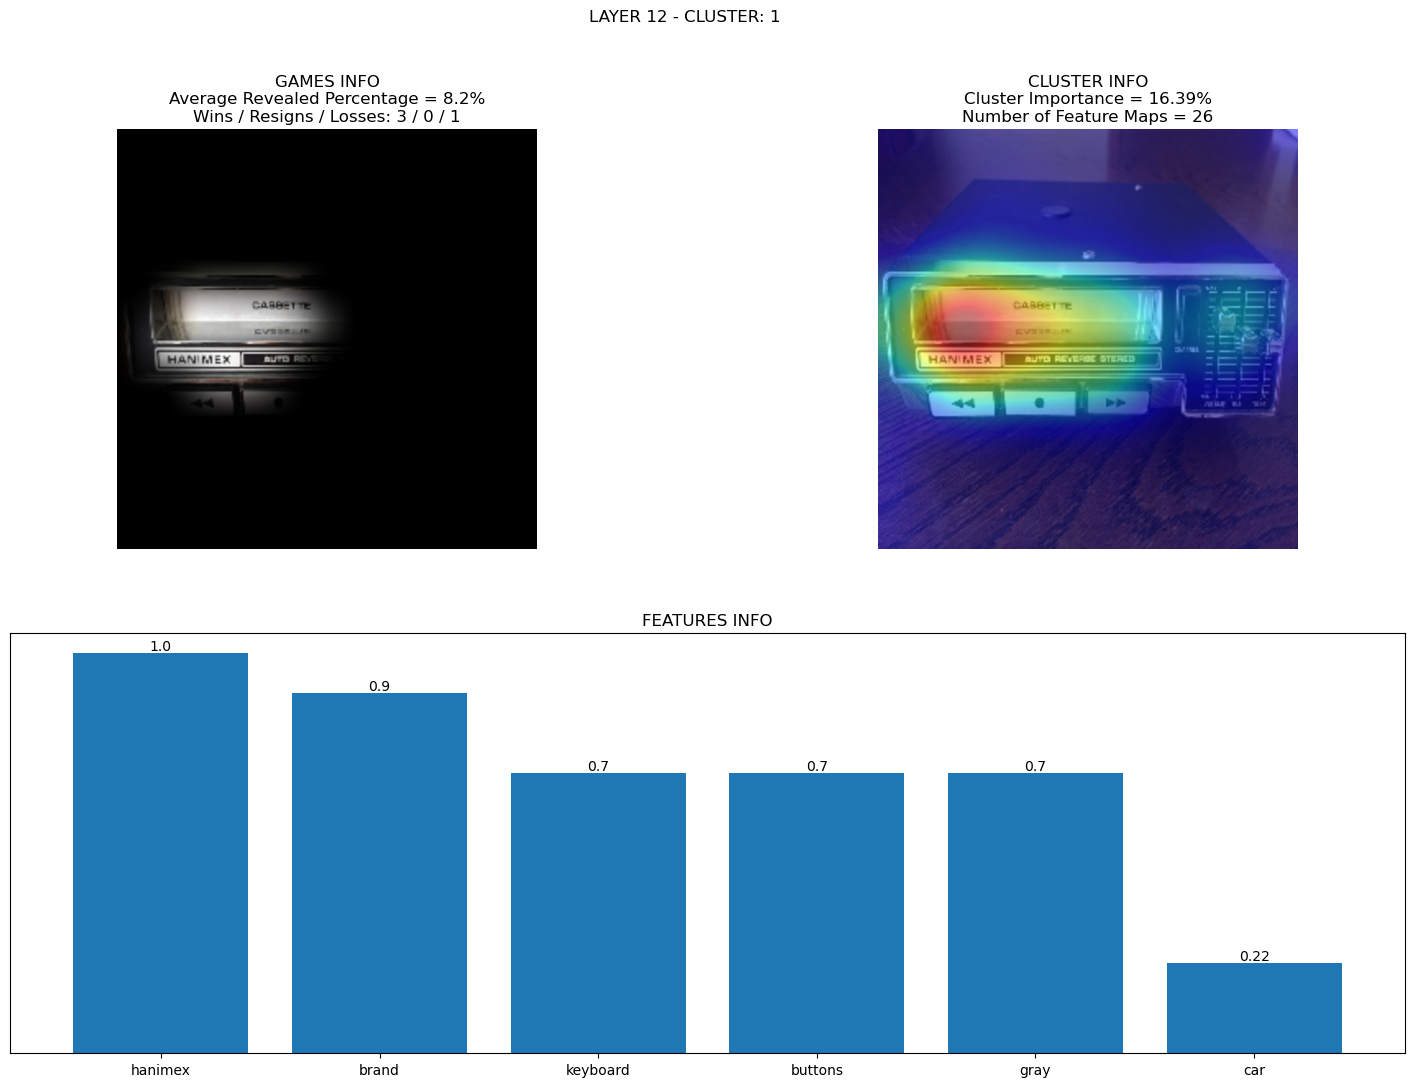 LAYER 12 - CLUSTER: 1
GAMES INFO
Average Revealed Percentage = 8.2%
Wins / Resigns / Losses: 3 / 0 / 1
CASSETTE
HANIMEX
AUTO REVERS
CLUSTER INFO
Cluster Importance = 16.39%
Number of Feature Maps = 26
CASSETTE
HANIMEX
AUTO REVERSE STEREO
FEATURES INFO
1.0
0.9
0.7
0.7
0.7
0.22
hanimex
brand
keyboard
buttons
gray
car